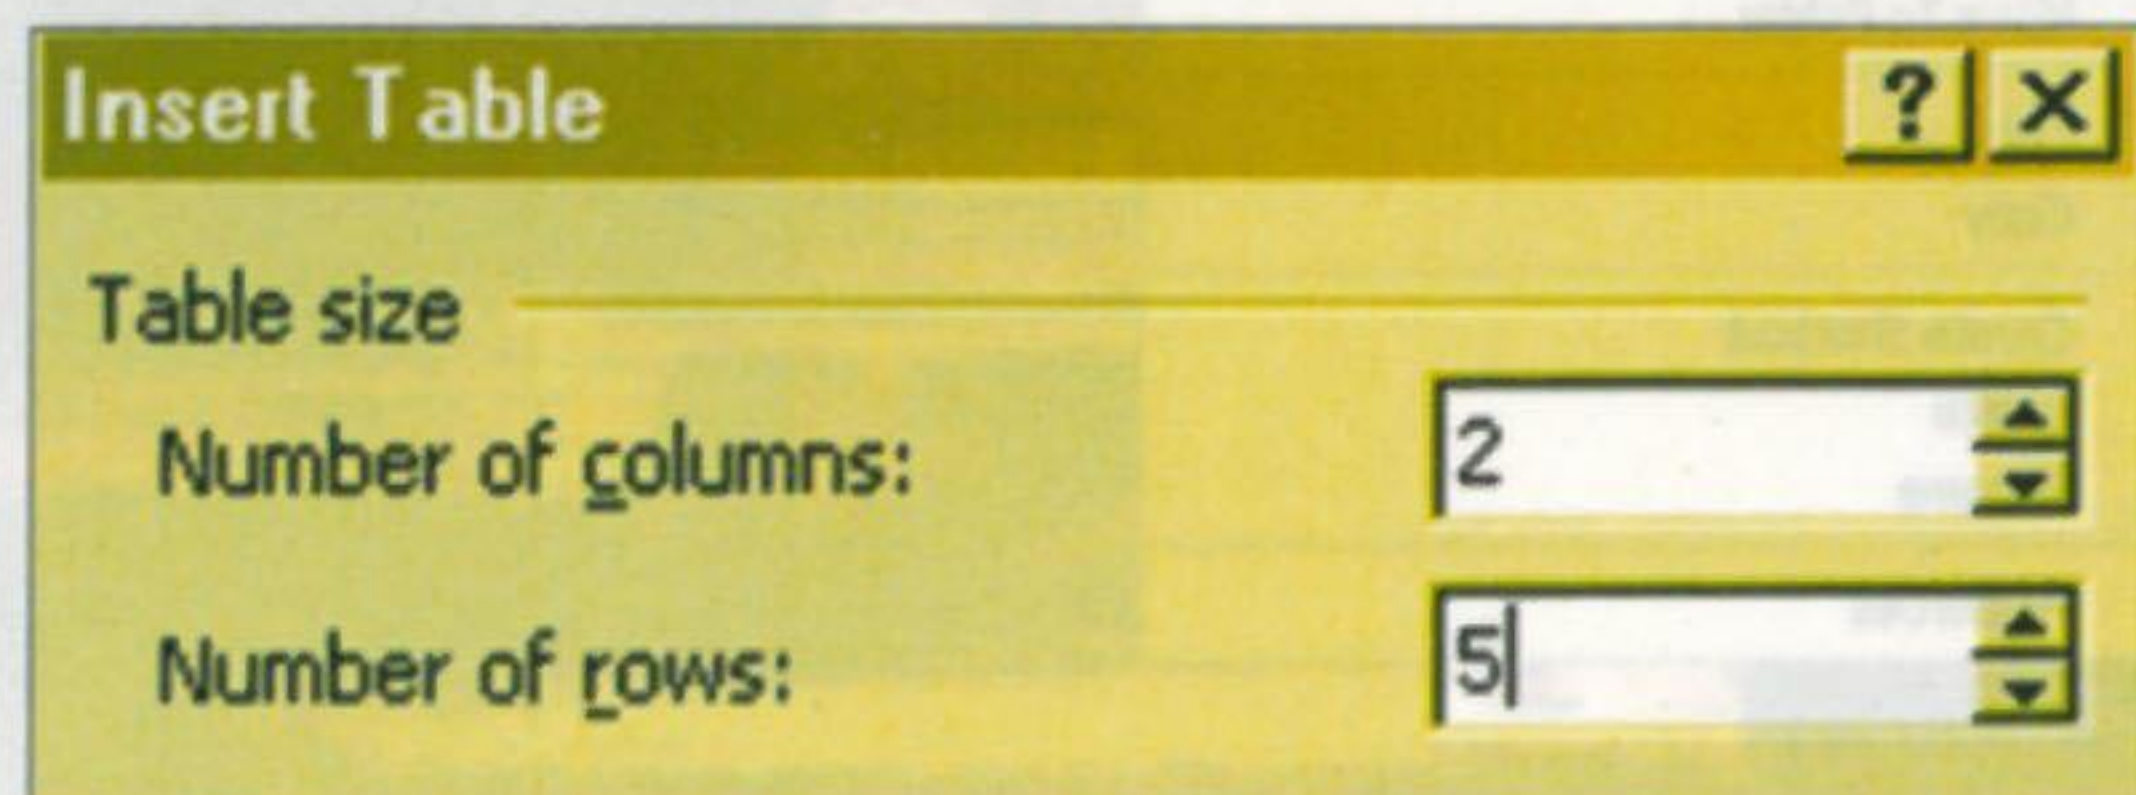 Insert Table
? X
Table size
Number of columns: 2
Number of rows: 5